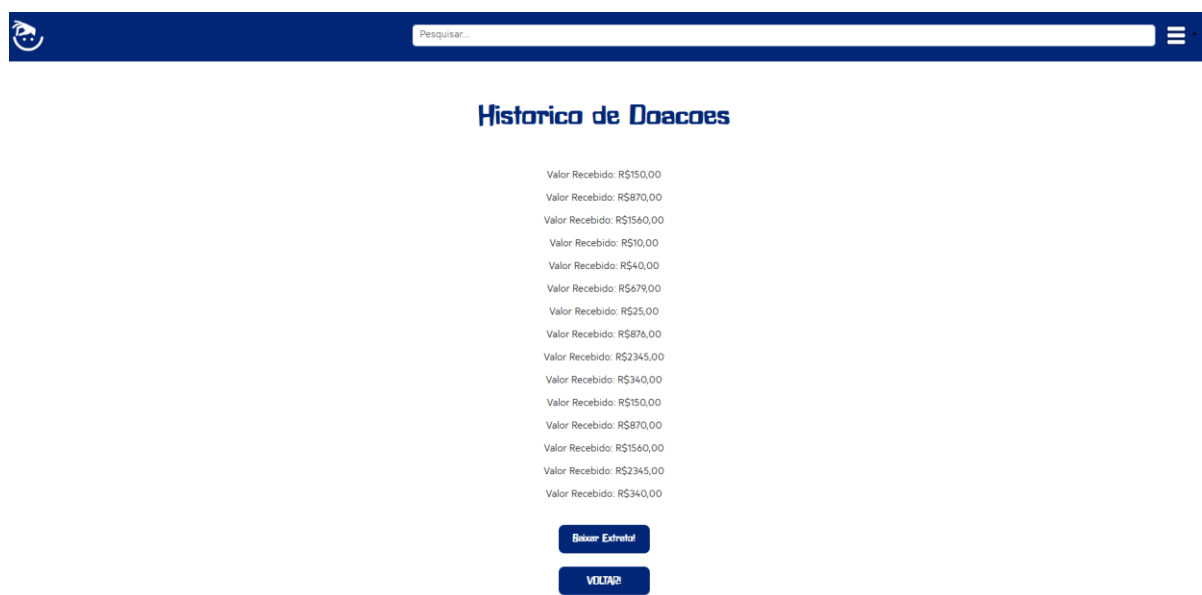 Pesquisar...
Historico de Doacoes
Valor Recebido: R$150,00
Valor Recebido: R$870,00
Valor Recebido: R$1560,00
Valor Recebido: R$10,00
Valor Recebido: R$40,00
Valor Recebido: R$679,00
Valor Recebido: R$25,00
Valor Recebido: R$876,00
Valor Recebido: R$2345,00
Valor Recebido: R$340,00
Valor Recebido: R$150,00
Valor Recebido: R$870,00
Valor Recebido: R$1560,00
Valor Recebido: R$2345,00
Valor Recebido: R$340,00
Baixar Extrato!
VOLTAR!